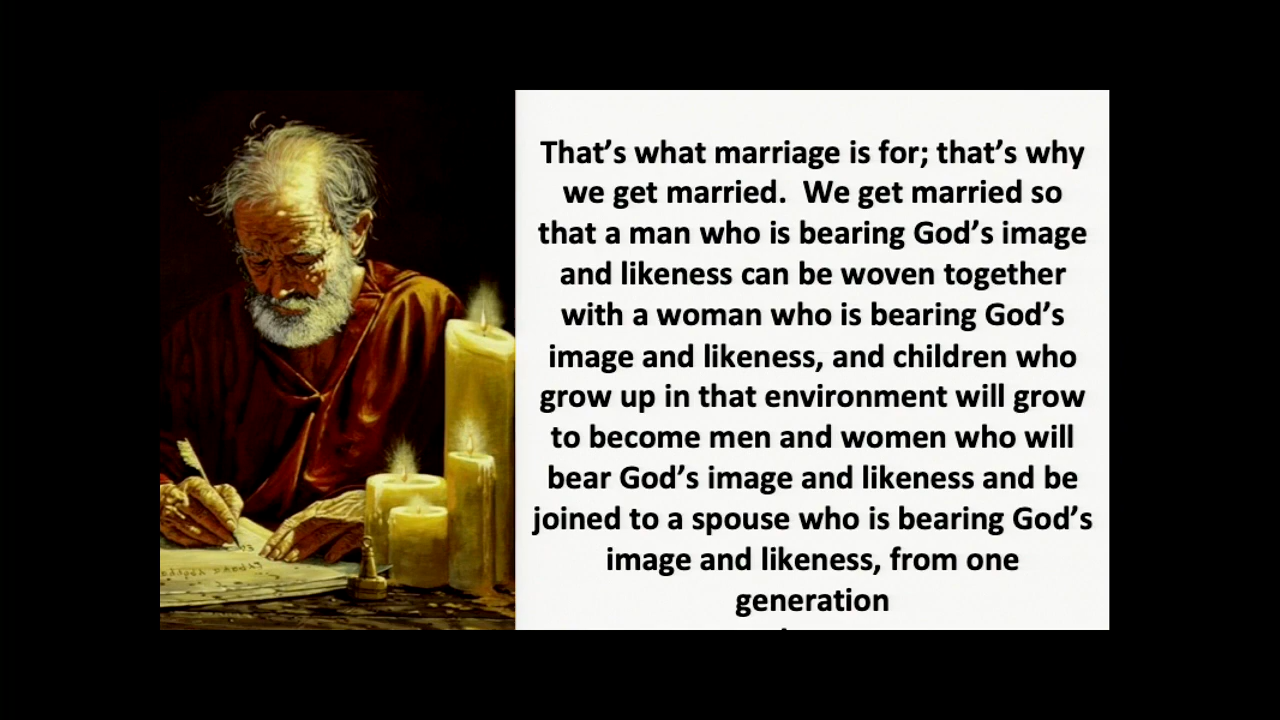 That’s what marriage is for; that’s why
we get married.  We get married so
that a man who is bearing God’s image
and likeness can be woven together
with a woman who is bearing God’s
image and likeness, and children who
grow up in that environment will grow
to become men and women who will
bear God’s image and likeness and be
joined to a spouse who is bearing God’s
image and likeness, from one
generation